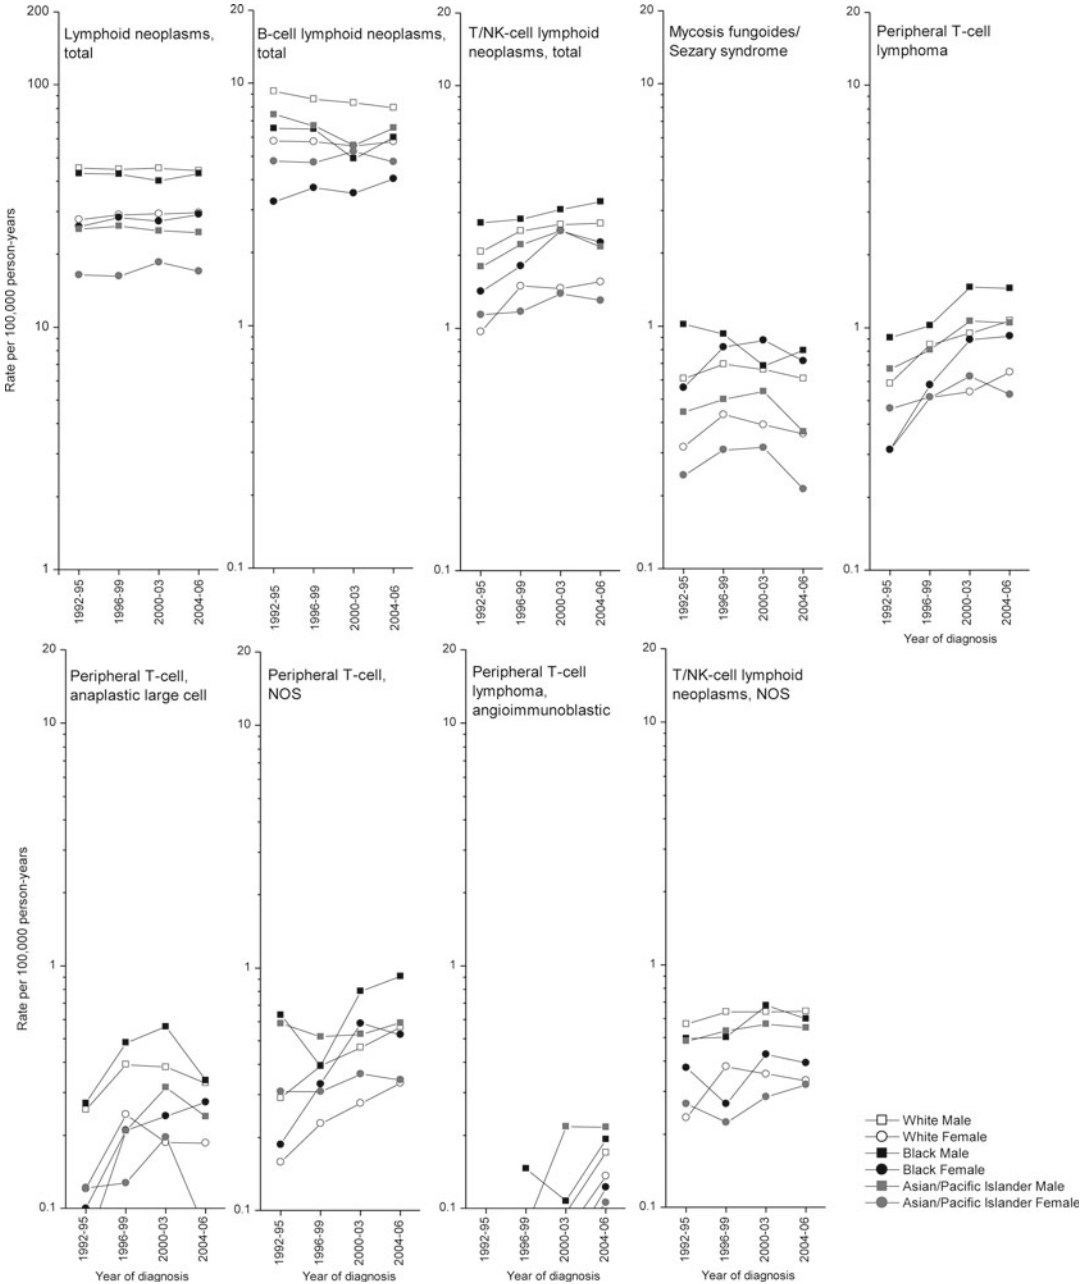 200
100
10
1
Rate per 100,000 person-years
Lymphoid neoplasms,
total
1992-95
1996-99
2000-03
2004-06
20
10
1
0.1
B-cell lymphoid neoplasms,
total
1992-95
1996-99
2000-03
2004-06
20
10
1
0.1
T/NK-cell lymphoid
neoplasms, total
1992-95
1996-99
2000-03
2004-06
20
10
1
0.1
Mycosis fungoides/
Sezary syndrome
1992-95
1996-99
2000-03
2004-06
20
10
1
0.1
Peripheral T-cell
lymphoma
1992-95
1996-99
2000-03
2004-06
Year of diagnosis
20
10
1
0.1
Rate per 100,000 person-years
Peripheral T-cell,
anaplastic large cell
1992-95
1996-99
2000-03
2004-06
Year of diagnosis
20
10
1
0.1
Peripheral T-cell,
NOS
1992-95
1996-99
2000-03
2004-06
Year of diagnosis
20
10
1
0.1
Peripheral T-cell
lymphoma,
angioimmunoblastic
1992-95
1996-99
2000-03
2004-06
Year of diagnosis
20
10
1
0.1
T/NK-cell lymphoid
neoplasms, NOS
1992-95
1996-99
2000-03
2004-06
Year of diagnosis
White Male
White Female
Black Male
Black Female
Asian/Pacific Islander Male
Asian/Pacific Islander Female